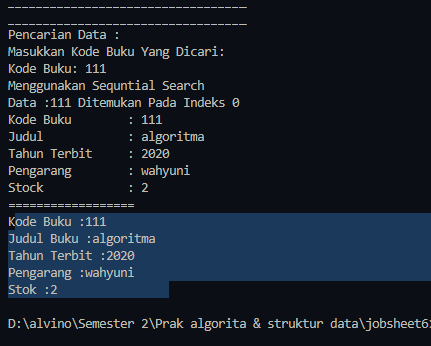 ___________________________________
___________________________________
Pencarian Data :
Masukkan Kode Buku Yang Dicari:
Kode Buku: 111
Menggunakan Sequntial Search
Data :111 Ditemukan Pada Indeks 0
Kode Buku       : 111
Judul           : algoritma
Tahun Terbit    : 2020
Pengarang       : wahyuni
Stock           : 2
==================
Kode Buku :111
Judul Buku :algoritma
Tahun Terbit :2020
Pengarang :wahyuni
Stok :2
D:\alvino\Semester 2\Prak algorita & struktur data\jobsheet6